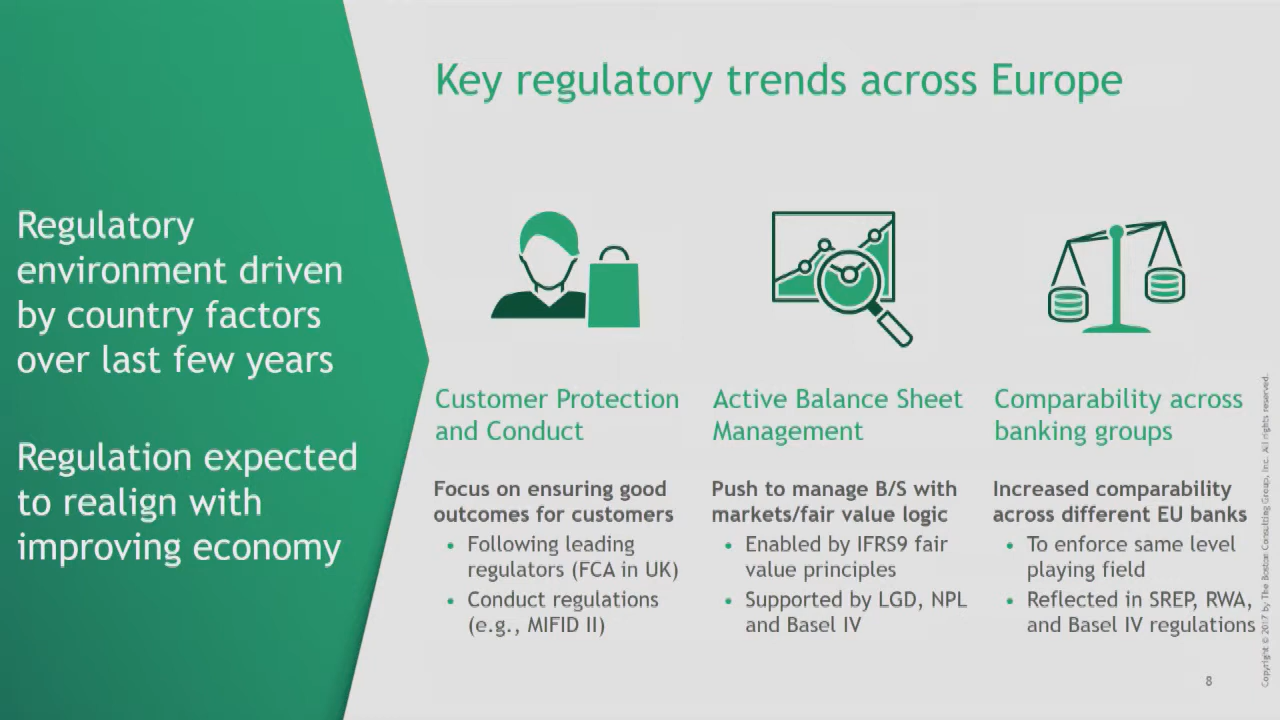 Key regulatory trends across Europe
Regulatory
environment driven
by country factors
over last few years
Regulation expected
to realign with
improving economy
Customer Protection
and Conduct
Focus on ensuring good
outcomes for customers
• Following leading
regulators (FCA in UK)
• Conduct regulations
(e.g., MIFID II)
Active Balance Sheet
Management
Push to manage B/S with
markets/fair value logic
• Enabled by IFRS9 fair
value principles
• Supported by LGD, NPL
and Basel IV
Comparability across
banking groups
Increased comparability
across different EU banks
• To enforce same level
playing field
• Reflected in SREP, RWA,
and Basel IV regulations
Copyright © 2017 by The Boston Consulting Group, Inc. All rights reserved.
8